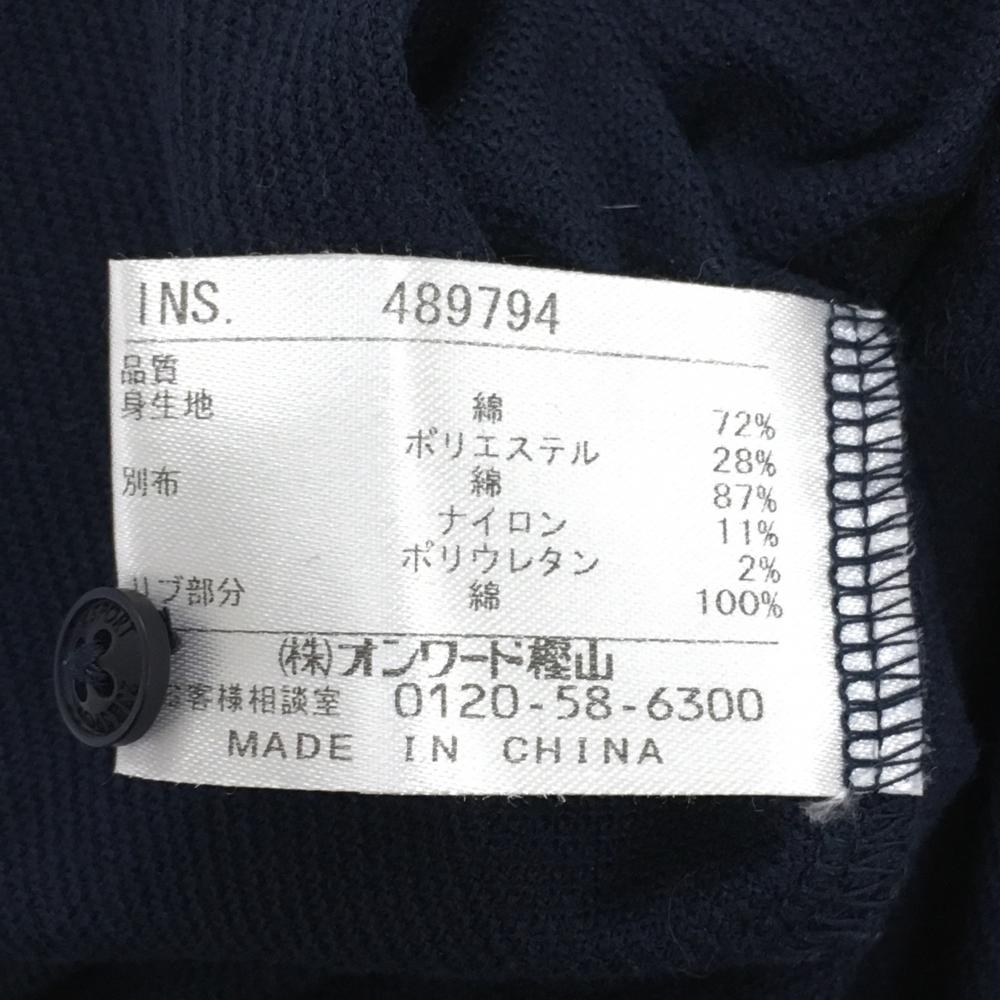 INS. 489794
品質
身生地 綿 72%
ポリエステル 28%
別布 綿 87%
ナイロン 11%
ポリウレタン 2%
リブ部分 綿 100%
(株)オンワード樫山
お客様相談室 0120-58-6300
MADE IN CHINA
SPORT